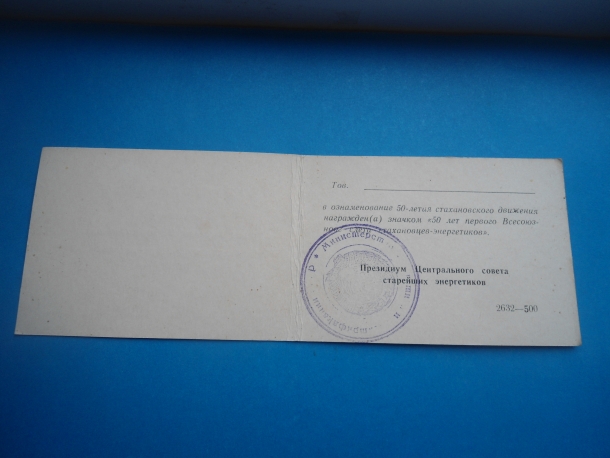 Тов.
в ознаменование 50-летия стахановского движения
награжден(а) значком «50 лет первого Всесоюз-
стахановцев-энергетиков».
Президиум Центрального совета
старейших энергетиков
2632—500
Министерст